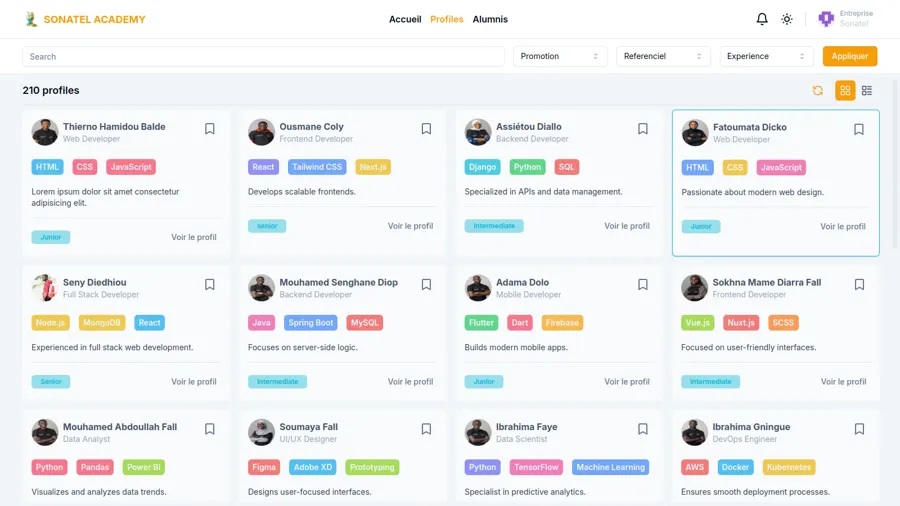 SONATEL ACADEMY
Accueil Profiles Alumnis
Entreprise
Sonatel
Search
Promotion Referenciel Experience Appliquer
210 profiles
Thierno Hamidou Balde
Web Developer
HTML CSS JavaScript
Lorem ipsum dolor sit amet consectetur
adipisicing elit.
Junior Voir le profil
Ousmane Coly
Frontend Developer
React Tailwind CSS Next.js
Develops scalable frontends.
senior Voir le profil
Assiétou Diallo
Backend Developer
Django Python SQL
Specialized in APIs and data management.
Intermediate Voir le profil
Fatoumata Dicko
Web Developer
HTML CSS JavaScript
Passionate about modern web design.
Junior Voir le profil
Seny Diedhiou
Full Stack Developer
Node.js MongoDB React
Experienced in full stack web development.
Senior Voir le profil
Mouhamed Senghane Diop
Backend Developer
Java Spring Boot MySQL
Focuses on server-side logic.
Intermediate Voir le profil
Adama Dolo
Mobile Developer
Flutter Dart Firebase
Builds modern mobile apps.
Junior Voir le profil
Sokhna Mame Diarra Fall
Frontend Developer
Vue.js Nuxt.js SCSS
Focused on user-friendly interfaces.
Intermediate Voir le profil
Mouhamed Abdoullah Fall
Data Analyst
Python Pandas Power BI
Visualizes and analyzes data trends.
Soumaya Fall
UI/UX Designer
Figma Adobe XD Prototyping
Designs user-focused interfaces.
Ibrahima Faye
Data Scientist
Python TensorFlow Machine Learning
Specialist in predictive analytics.
Ibrahima Gningue
DevOps Engineer
AWS Docker Kubernetes
Ensures smooth deployment processes.